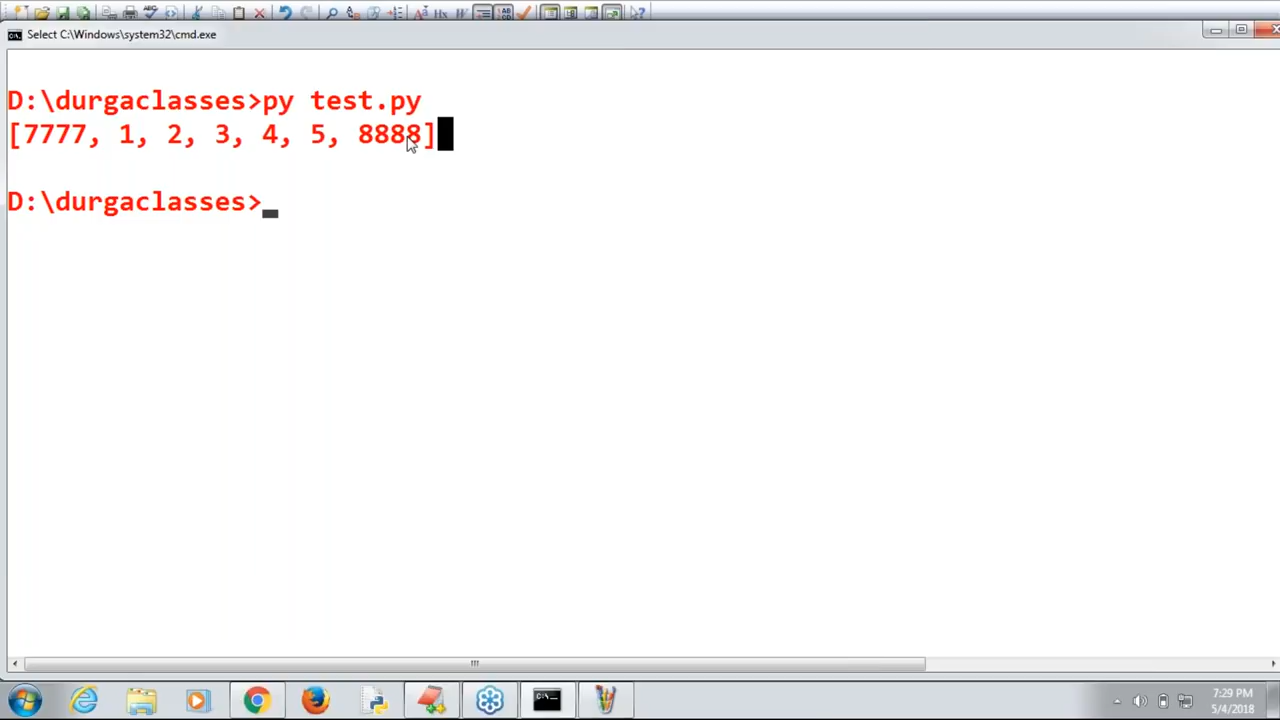 Select C:\Windows\system32\cmd.exe
D:\durgaclasses>py test.py
[7777, 1, 2, 3, 4, 5, 8888]
D:\durgaclasses>_
7:29 PM
5/4/2018